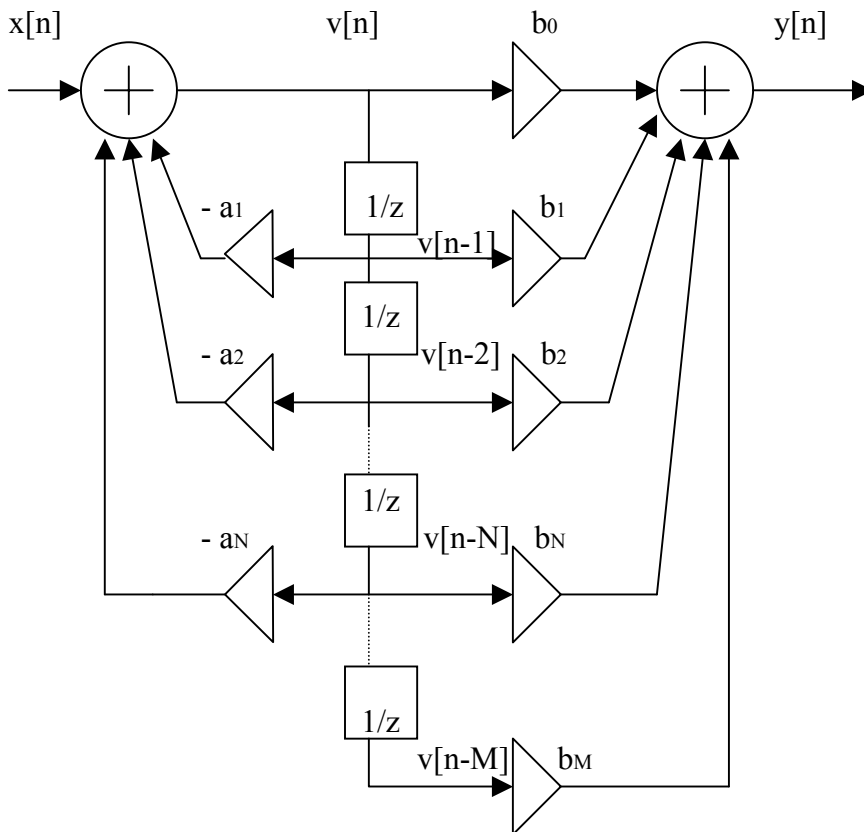 x[n] v[n] b0 y[n]
1/z
- a1 v[n-1] b1
1/z
- a2 v[n-2] b2
1/z
- aN v[n-N] bN
1/z
v[n-M] bM